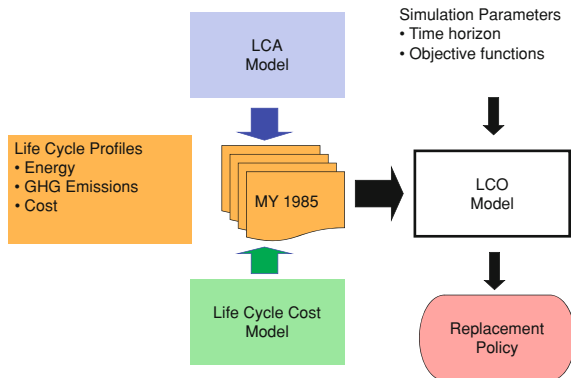 Simulation Parameters
• Time horizon
• Objective functions
LCA
Model
Life Cycle Profiles
• Energy
• GHG Emissions
• Cost
MY 1985
LCO
Model
Life Cycle Cost
Model
Replacement
Policy